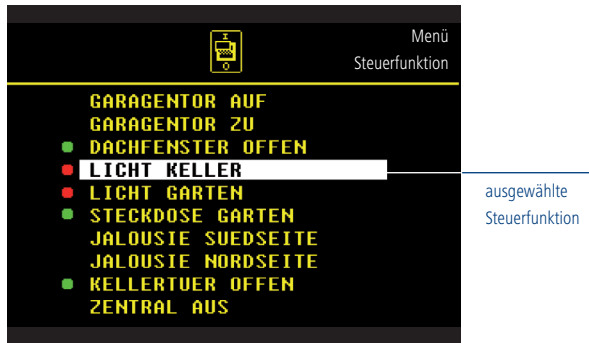 I
O
Menü
Steuerfunktion
GARAGENTOR AUF
GARAGENTOR ZU
DACHFENSTER OFFEN
LICHT KELLER
LICHT GARTEN
STECKDOSE GARTEN
JALOUSIE SUEDSEITE
JALOUSIE NORDSEITE
KELLERTUER OFFEN
ZENTRAL AUS
ausgewählte
Steuerfunktion